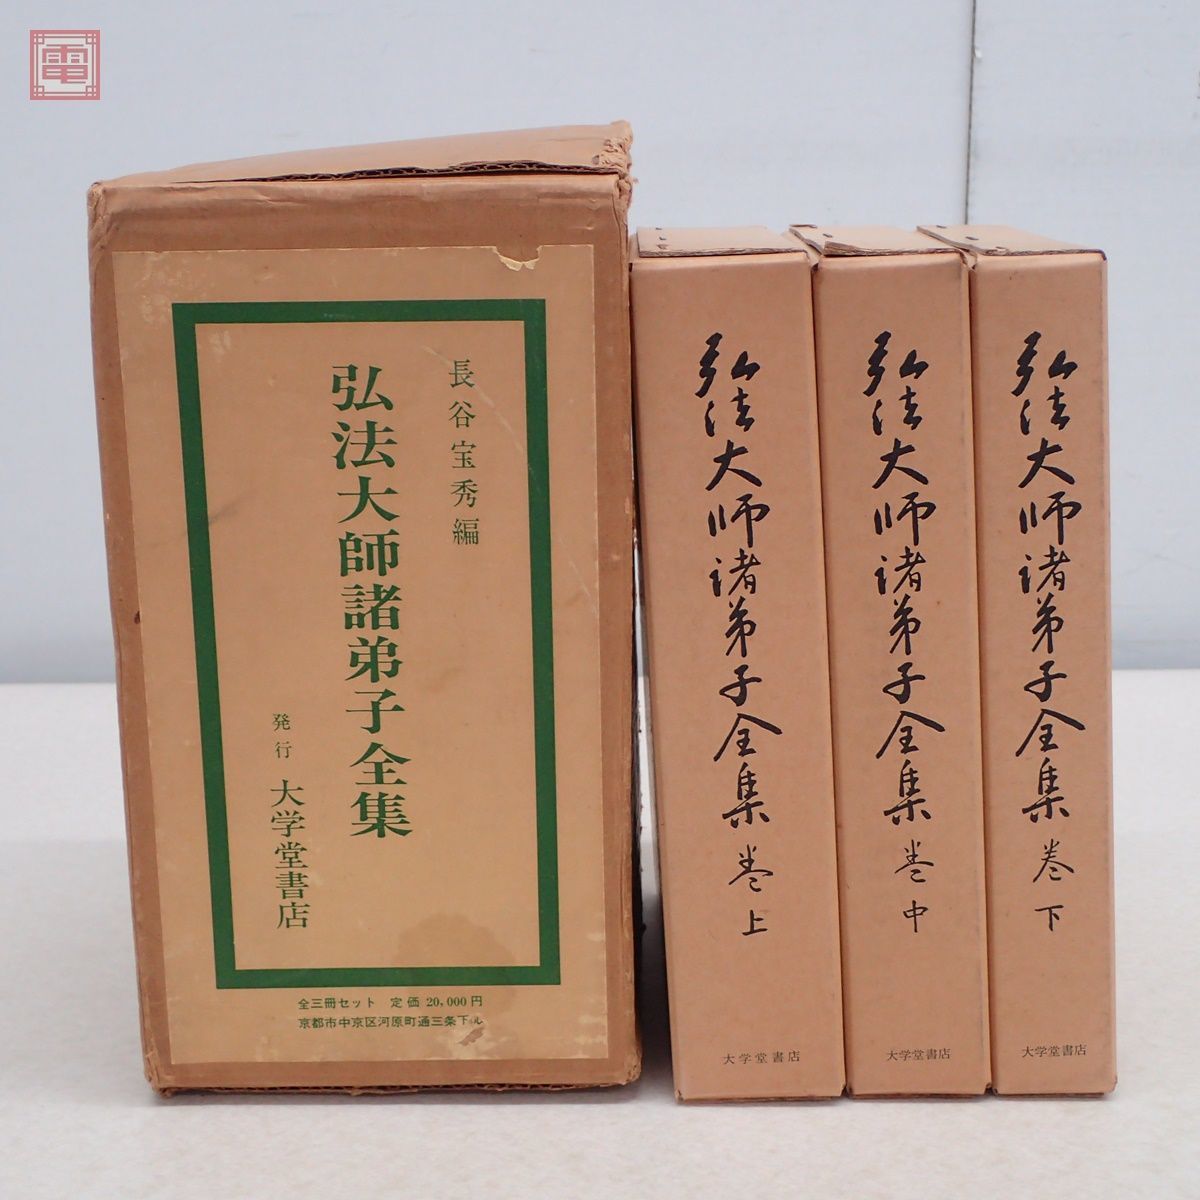 電
長谷宝秀編
弘法大師諸弟子全集
発行 大学堂書店
全三冊セット 定価 20,000円
京都市中京区河原町通三条下ル
弘法大師諸弟子全集 巻上
大学堂書店
弘法大師諸弟子全集 巻中
大学堂書店
弘法大師諸弟子全集 巻下
大学堂書店